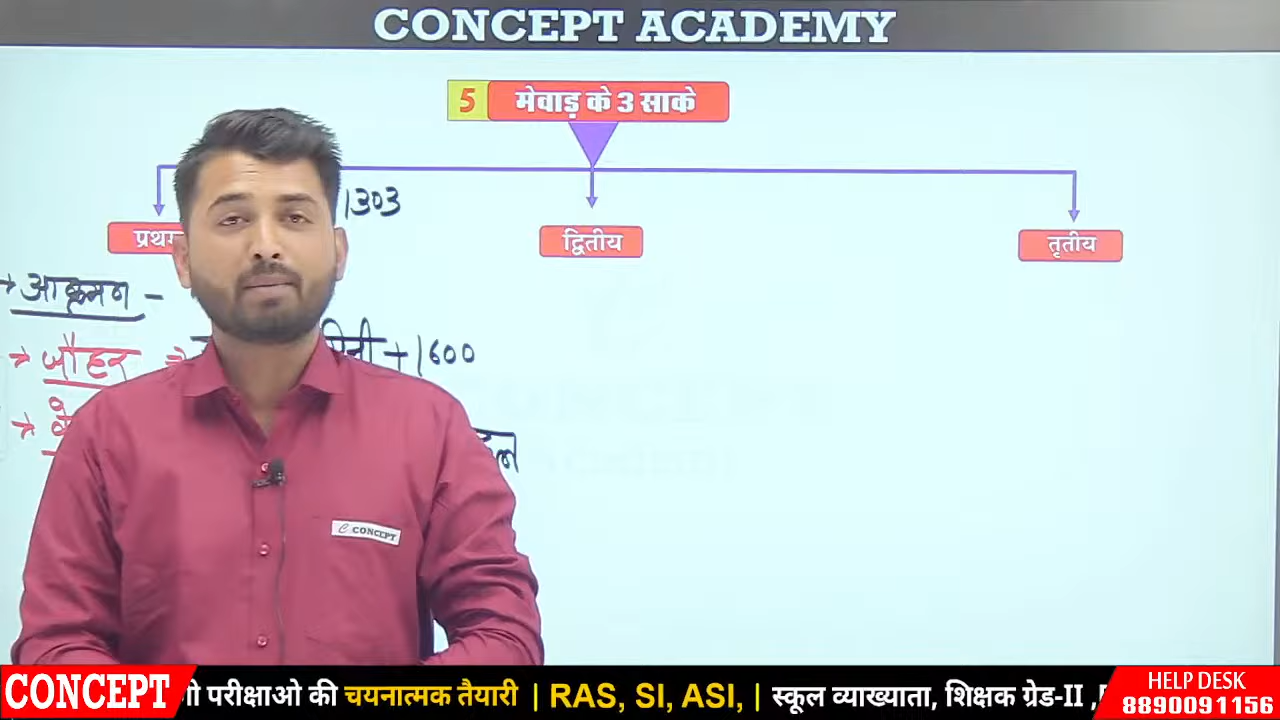 CONCEPT ACADEMY
5 मेवाड़ के 3 साके
1303
द्वितीय
तृतीय
→ आक्रमण –
→ जौहर ⇒ + 1600
→
CONCEPT
CONCEPT परीक्षाओ की चयनात्मक तैयारी | RAS, SI, ASI, | स्कूल व्याख्याता, शिक्षक ग्रेड-II ,
HELP DESK
8890091156